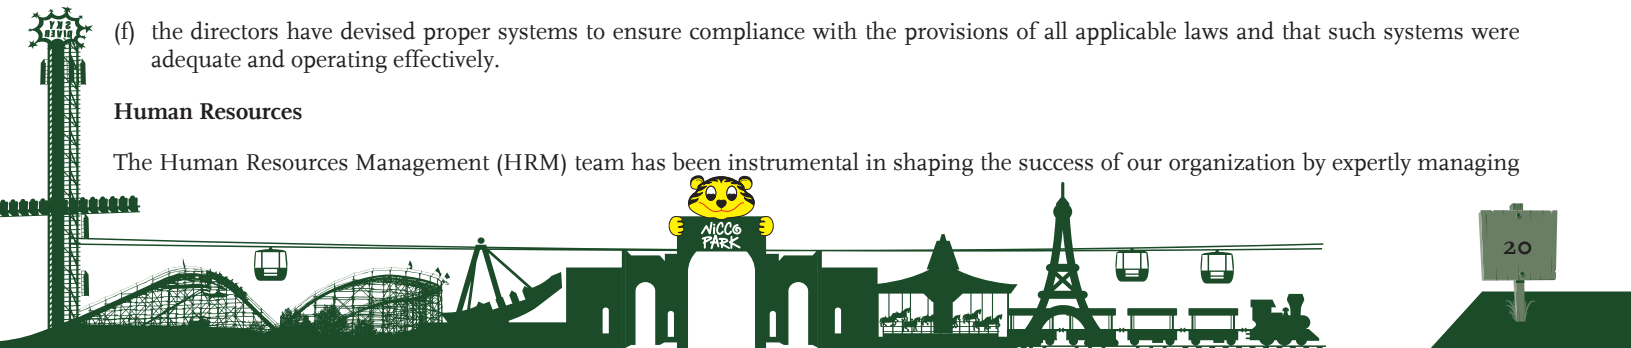 (f) the directors have devised proper systems to ensure compliance with the provisions of all applicable laws and that such systems were
adequate and operating effectively.
Human Resources
The Human Resources Management (HRM) team has been instrumental in shaping the success of our organization by expertly managing
SKY
DIVER
NiCCO
PARK
20